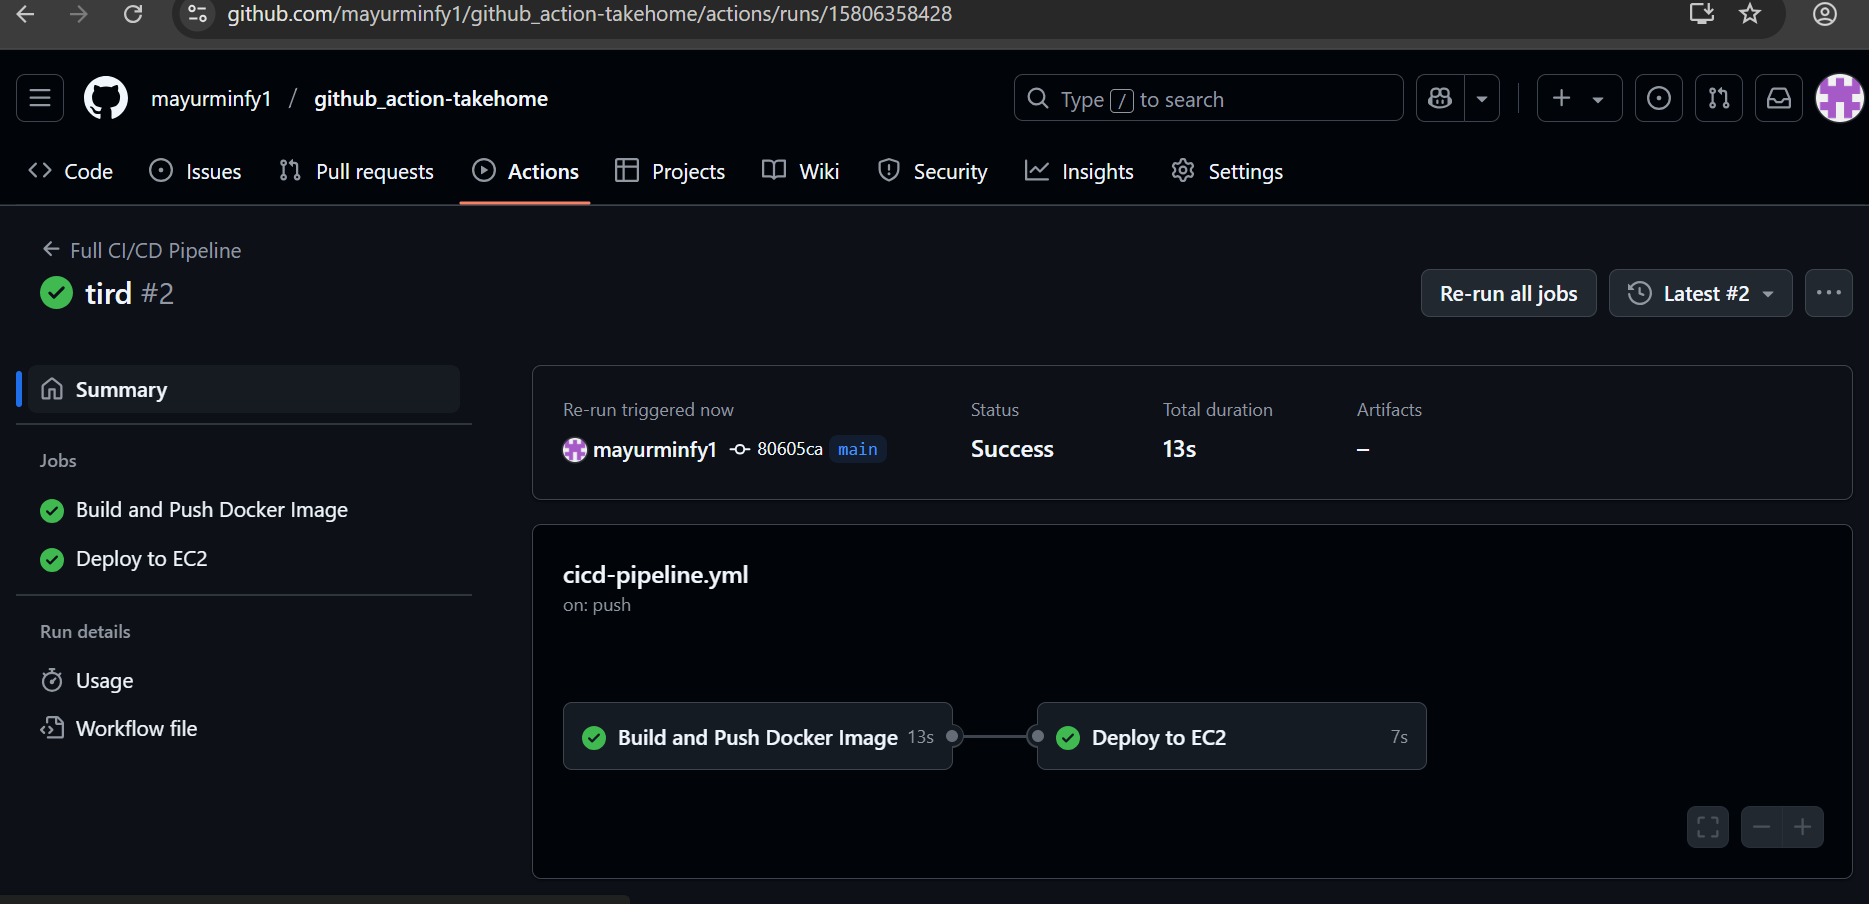 github.com/mayurminfy1/github_action-takehome/actions/runs/15806358428
mayurminfy1 / github_action-takehome
Type / to search
Code Issues Pull requests Actions Projects Wiki Security Insights Settings
Full CI/CD Pipeline
tird #2
Re-run all jobs
Latest #2
Summary
Jobs
Build and Push Docker Image
Deploy to EC2
Run details
Usage
Workflow file
Re-run triggered now Status Total duration Artifacts
mayurminfy1 80605ca main Success 13s –
cicd-pipeline.yml
on: push
Build and Push Docker Image 13s
Deploy to EC2 7s